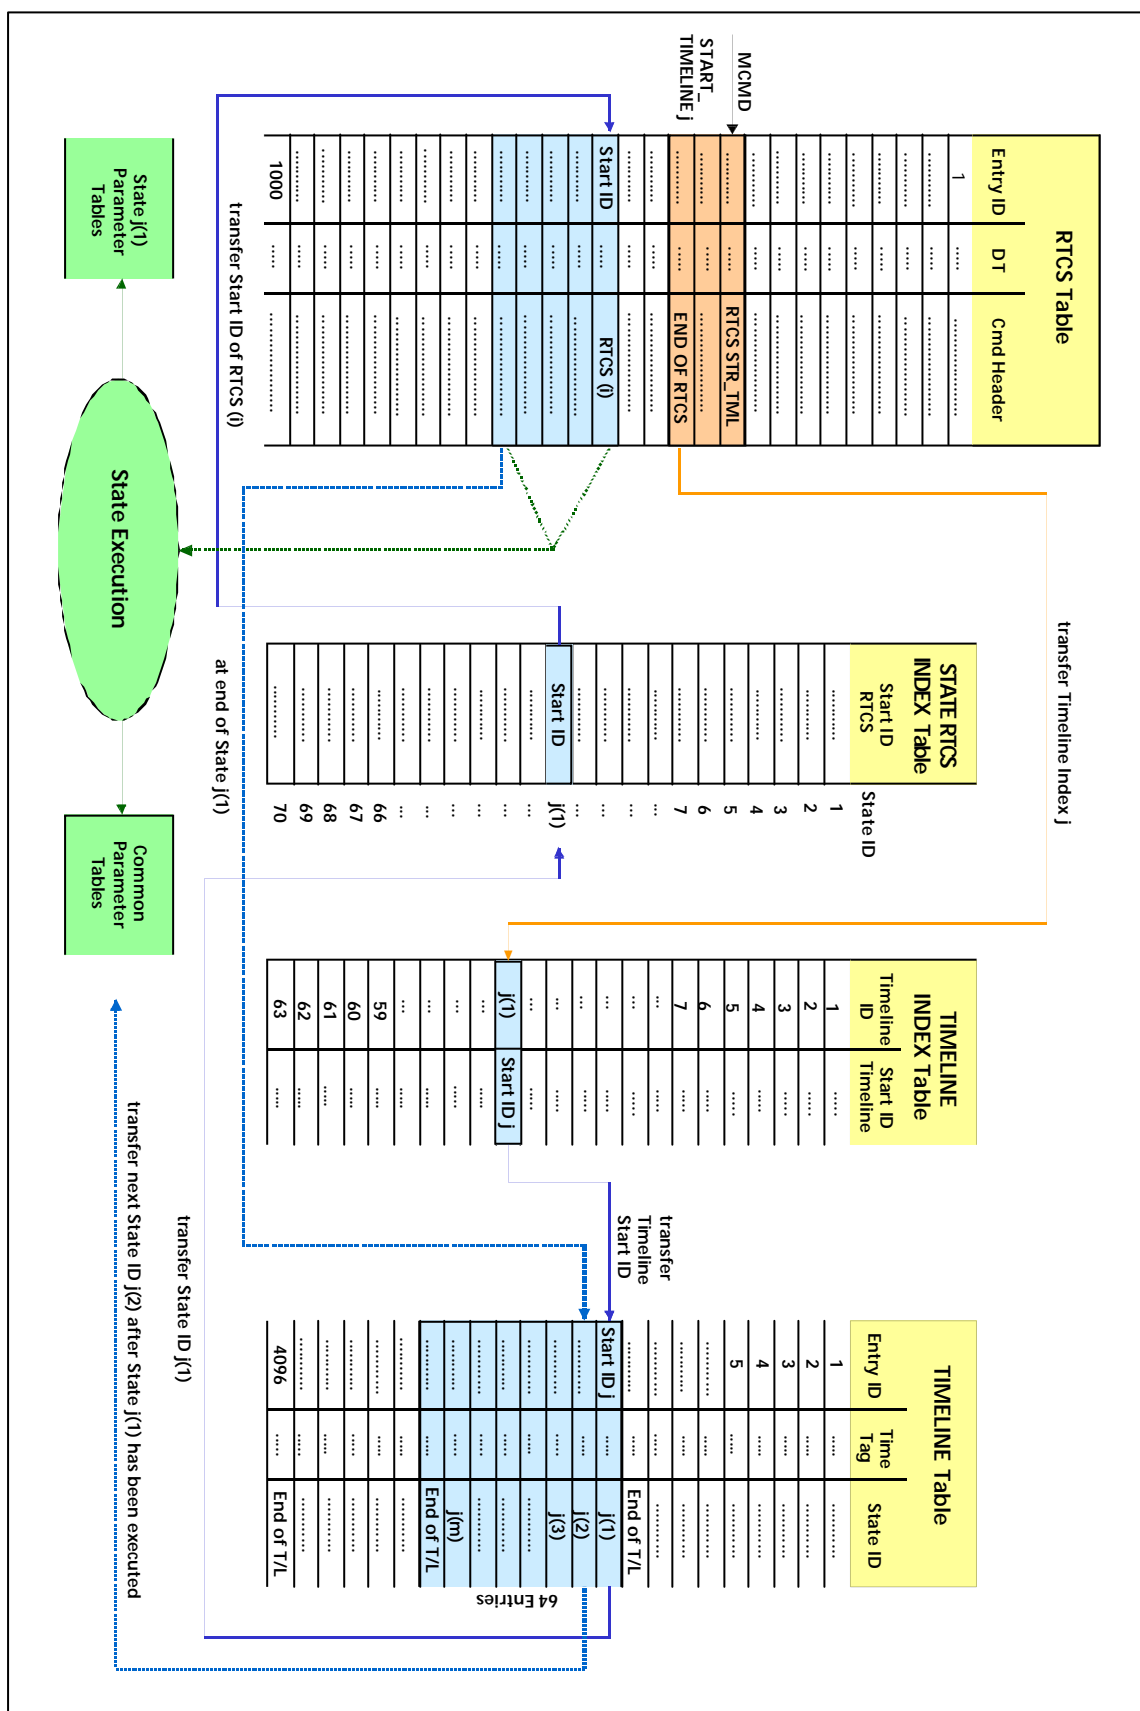 RTCS Table
Entry ID
DT
Cmd Header
1
..........
.....
RTCS STR_TML
END OF RTCS
Start ID
.....
RTCS (i)
1000
MCMD
START_
TIMELINE j
transfer Timeline Index j
transfer Start ID of RTCS (i)
STATE RTCS
INDEX Table
Start ID
RTCS
State ID
1
2
3
4
5
6
7
...
...
...
...
Start ID
j(1)
...
...
...
...
...
...
66
67
68
69
70
at end of State j(1)
TIMELINE
INDEX Table
Timeline
ID
Start ID
Timeline
1
2
3
4
5
6
7
...
...
...
...
...
...
j(1)
Start ID j
...
...
...
...
59
60
61
62
63
transfer
Timeline
Start ID
TIMELINE Table
Entry ID
Time
Tag
State ID
1
2
3
4
5
End of T/L
Start ID j
.....
j(1)
j(2)
j(3)
j(m)
End of T/L
4096
.....
End of T/L
64 Entries
transfer State ID j(1)
transfer next State ID j(2) after State j(1) has been executed
State j(1)
Parameter
Tables
State Execution
Common
Parameter
Tables